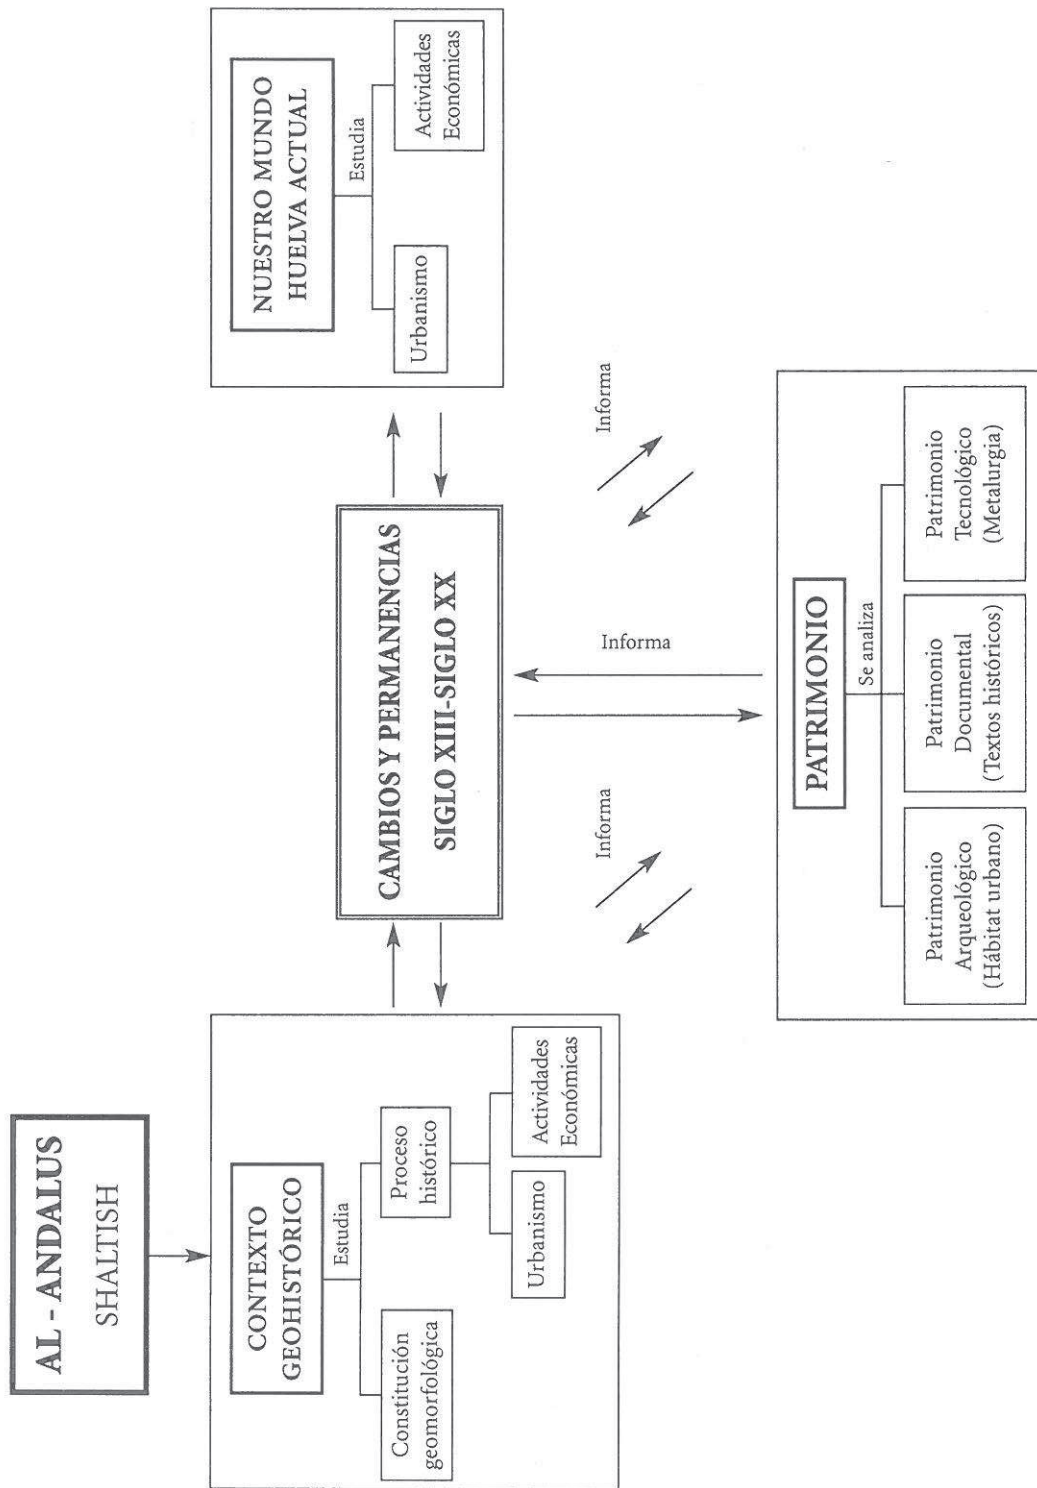 AL - ANDALUS
SHALTISH
CONTEXTO
GEOHISTÓRICO
Estudia
Constitución
geomorfológica
Proceso
histórico
Urbanismo
Actividades
Económicas
CAMBIOS Y PERMANENCIAS
SIGLO XIII-SIGLO XX
NUESTRO MUNDO
HUELVA ACTUAL
Estudia
Urbanismo
Actividades
Económicas
Informa
Informa
Informa
PATRIMONIO
Se analiza
Patrimonio
Arqueológico
(Hábitat urbano)
Patrimonio
Documental
(Textos históricos)
Patrimonio
Tecnológico
(Metalurgia)